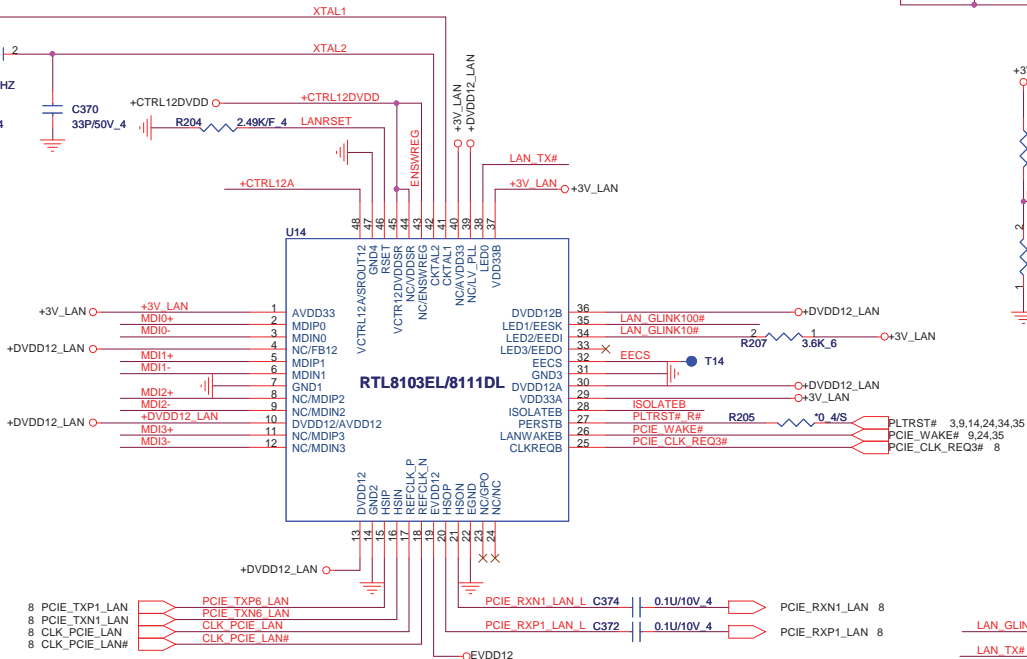 XTAL1
XTAL2
2
HZ
C370
33P/50V_4
4
+CTRL12DVDD
+CTRL12DVDD
R204
2.49K/F_4
LANRSET
ENSWREG
+3V_LAN
+DVDD12_LAN
LAN_TX#
+CTRL12A
+3V_LAN
+3V_LAN
+3
2
1
48 47 46 45 44 43 42 41 40 39 38 37
U14
VCTRL12A/SROUT12
GND4
RSET
VCTR12DVDDSR
NC/VDDSR
NC/ENSWREG
CKTAL2
CKTAL1
NC/AVDD33
NC/LV_PLL
LED0
VDD33B
+3V_LAN +3V_LAN 1 AVDD33
MDI0+ 2 MDIP0
MDI0- 3 MDIN0
+DVDD12_LAN 4 NC/FB12
MDI1+ 5 MDIP1
MDI1- 6 MDIN1
7 GND1
MDI2+ 8 NC/MDIP2
MDI2- 9 NC/MDIN2
+DVDD12_LAN +DVDD12_LAN 10 DVDD12/AVDD12
MDI3+ 11 NC/MDIP3
MDI3- 12 NC/MDIN3
RTL8103EL/8111DL
DVDD12B 36 +DVDD12_LAN
LED1/EESK 35 LAN_GLINK100#
LED2/EEDI 34 LAN_GLINK10# 2 R207 1 3.6K_6 +3V_LAN
LED3/EEDO 33
EECS 32 EECS T14
GND3 31
DVDD12A 30 +DVDD12_LAN
VDD33A 29 +3V_LAN
ISOLATEB 28 ISOLATEB
PERSTB 27 PLTRST#_R# R205 *0_4/S PLTRST# 3,9,14,24,34,35
LANWAKEB 26 PCIE_WAKE# PCIE_WAKE# 9,24,35
CLKREQB 25 PCIE_CLK_REQ3# PCIE_CLK_REQ3# 8
DVDD12
GND2
HSIP
HSIN
REFCLK_P
REFCLK_N
EVDD12
HSOP
HSON
EGND
NC/GPO
NC/NC
13 14 15 16 17 18 19 20 21 22 23 24
+DVDD12_LAN
8 PCIE_TXP1_LAN PCIE_TXP6_LAN
8 PCIE_TXN1_LAN PCIE_TXN6_LAN
8 CLK_PCIE_LAN CLK_PCIE_LAN
8 CLK_PCIE_LAN# CLK_PCIE_LAN#
PCIE_RXN1_LAN_L C374 0.1U/10V_4 PCIE_RXN1_LAN 8
PCIE_RXP1_LAN_L C372 0.1U/10V_4 PCIE_RXP1_LAN 8
EVDD12
LAN_GLIN
LAN_TX#